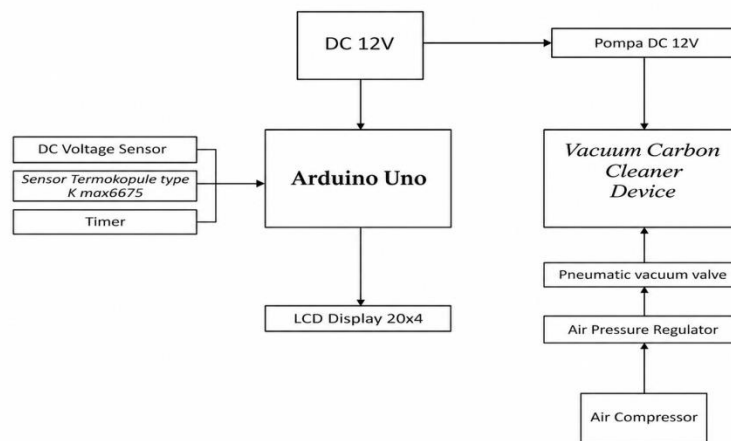 DC 12V
Pompa DC 12V
DC Voltage Sensor
Sensor Termokopule type
K max6675
Timer
Arduino Uno
Vacuum Carbon
Cleaner
Device
Pneumatic vacuum valve
LCD Display 20x4
Air Pressure Regulator
Air Compressor